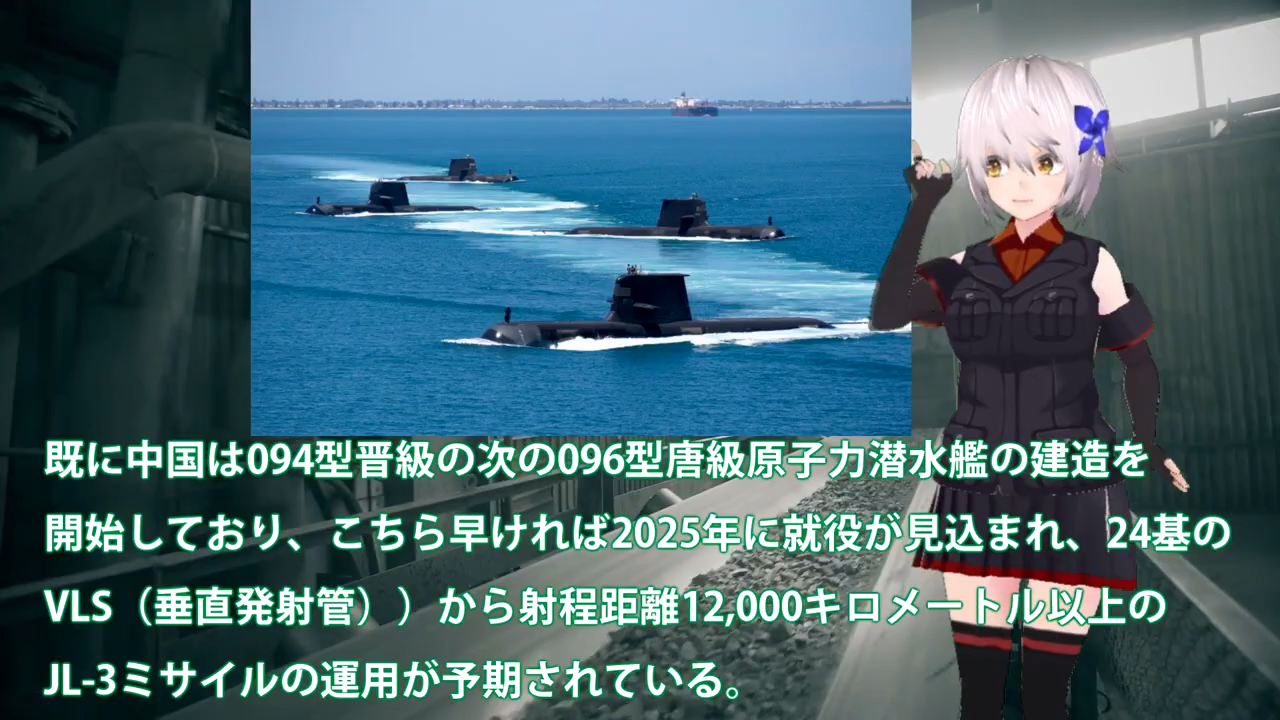 既に中国は094型晋級の次の096型唐級原子力潜水艦の建造を
開始しており、こちら早ければ2025年に就役が見込まれ、24基の
VLS（垂直発射管））から射程距離12,000キロメートル以上の
JL-3ミサイルの運用が予期されている。